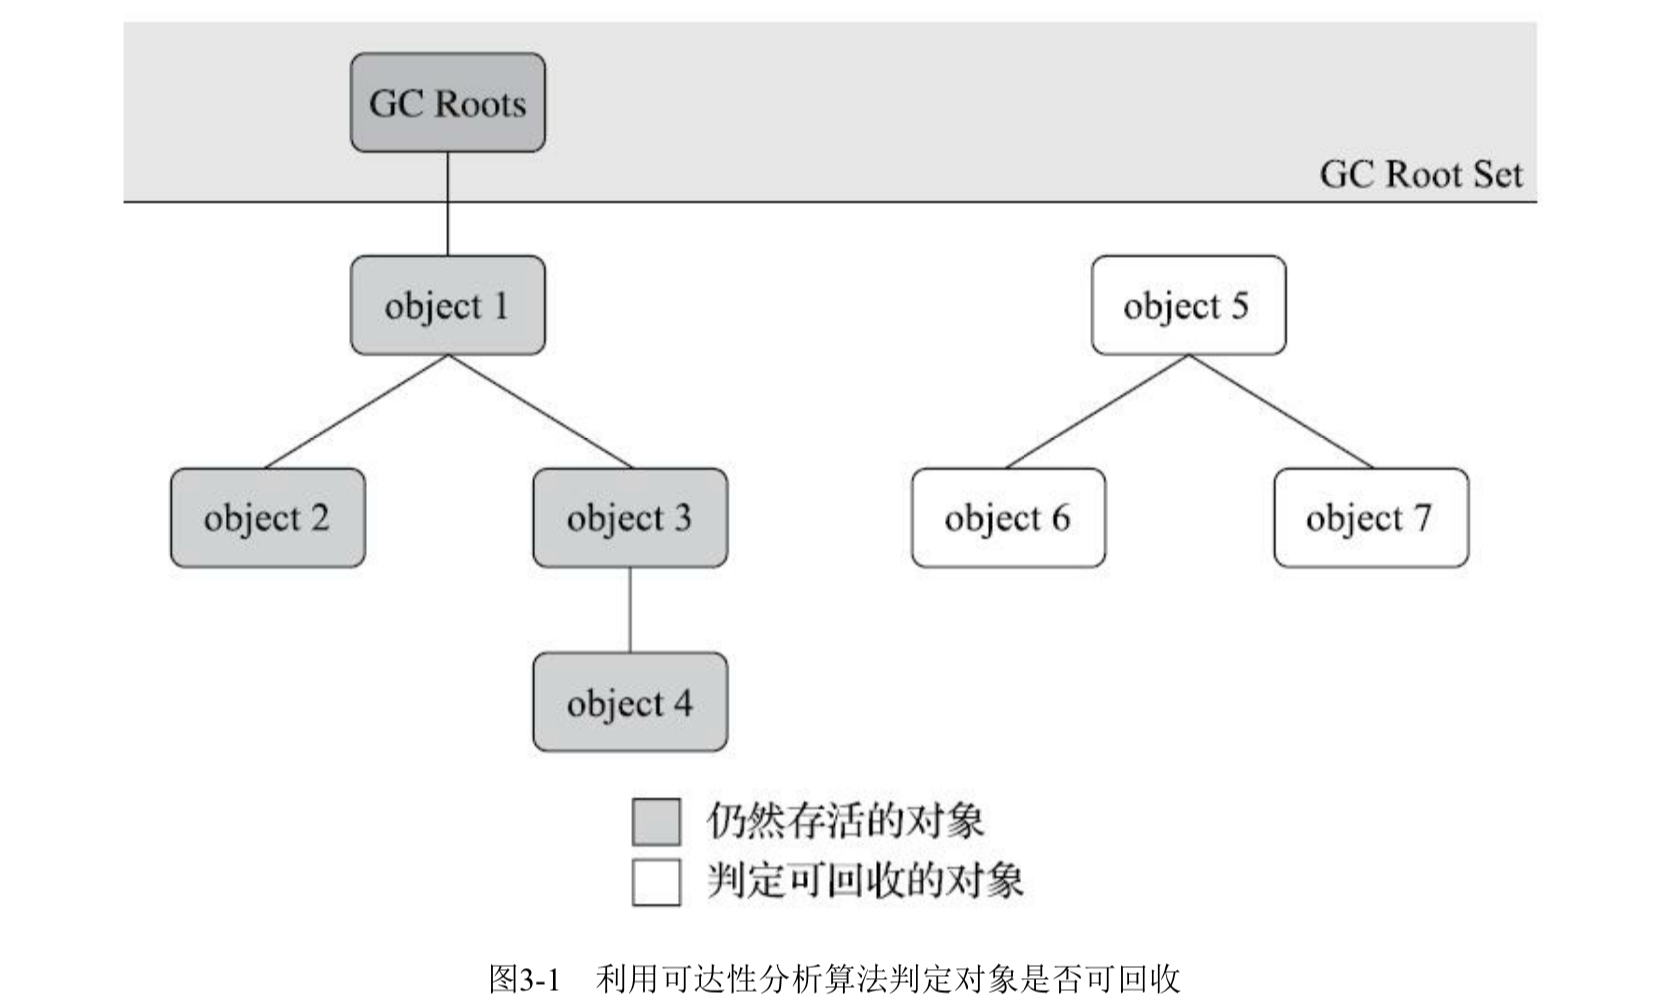 GC Roots
GC Root Set
object 1
object 5
object 2
object 3
object 6
object 7
object 4
仍然存活的对象
判定可回收的对象
图3-1 利用可达性分析算法判定对象是否可回收